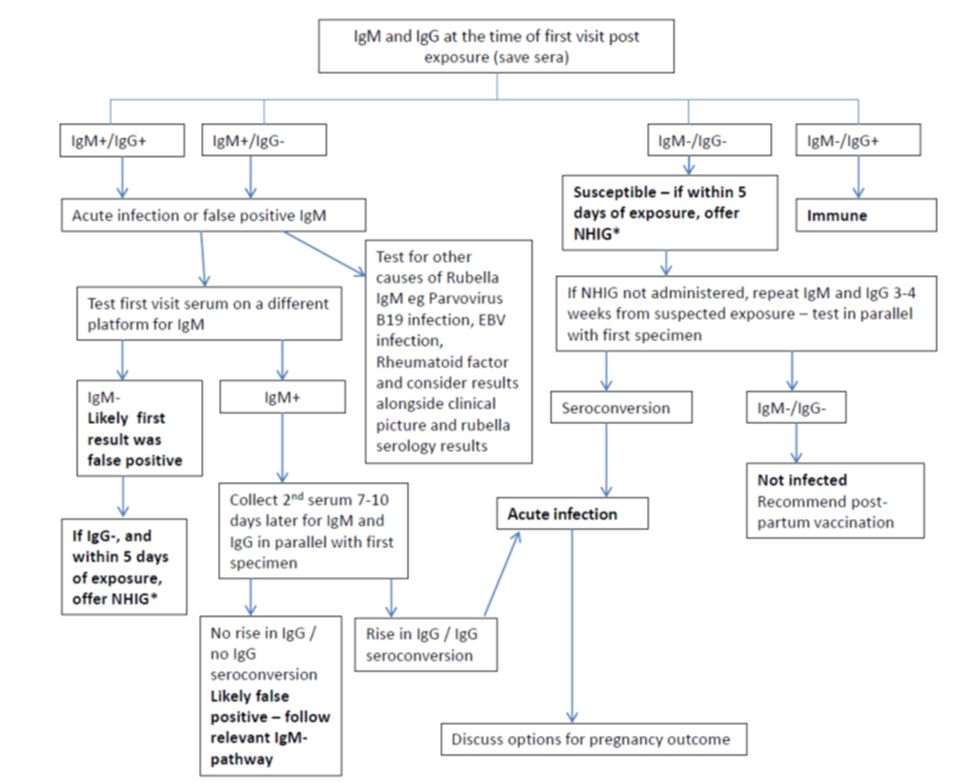 IgM and IgG at the time of first visit post
exposure (save sera)
IgM+/IgG+
IgM+/IgG-
IgM-/IgG-
IgM-/IgG+
Acute infection or false positive IgM
Susceptible – if within 5
days of exposure, offer
NHIG*
Immune
Test for other
causes of Rubella
IgM eg Parvovirus
B19 infection, EBV
infection,
Rheumatoid factor
and consider results
alongside clinical
picture and rubella
serology results
Test first visit serum on a different
platform for IgM
If NHIG not administered, repeat IgM and IgG 3-4
weeks from suspected exposure – test in parallel
with first specimen
IgM-
Likely first
result was
false positive
IgM+
Seroconversion
IgM-/IgG-
Collect 2nd serum 7-10
days later for IgM and
IgG in parallel with first
specimen
Acute infection
Not infected
Recommend post-
partum vaccination
If IgG-, and
within 5 days
of exposure,
offer NHIG*
No rise in IgG /
no IgG
seroconversion
Likely false
positive – follow
relevant IgM-
pathway
Rise in IgG / IgG
seroconversion
Discuss options for pregnancy outcome